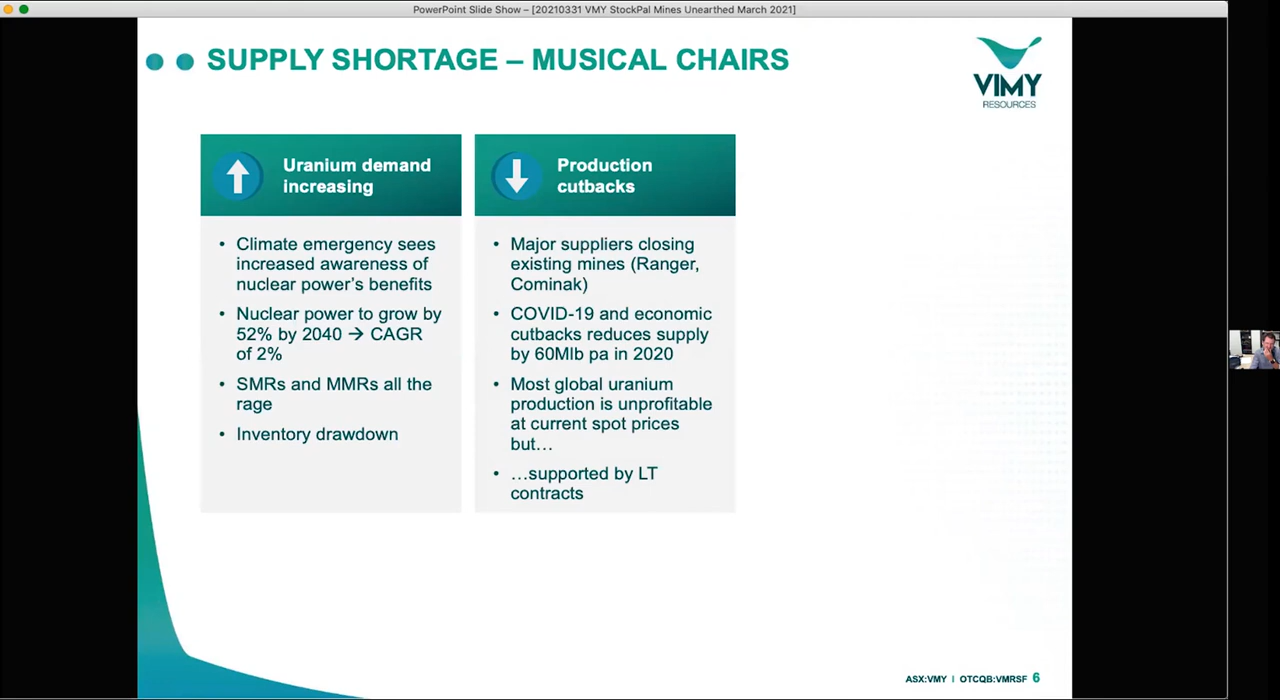 PowerPoint Slide Show – [20210331 VMY StockPal Mines Unearthed March 2021]
SUPPLY SHORTAGE – MUSICAL CHAIRS
VIMY
RESOURCES
Uranium demand
increasing
• Climate emergency sees
increased awareness of
nuclear power's benefits
• Nuclear power to grow by
52% by 2040 → CAGR
of 2%
• SMRs and MMRs all the
rage
• Inventory drawdown
Production
cutbacks
• Major suppliers closing
existing mines (Ranger,
Cominak)
• COVID-19 and economic
cutbacks reduces supply
by 60Mlb pa in 2020
• Most global uranium
production is unprofitable
at current spot prices
but…
• …supported by LT
contracts
ASX:VMY | OTCQB:VMRSF 6